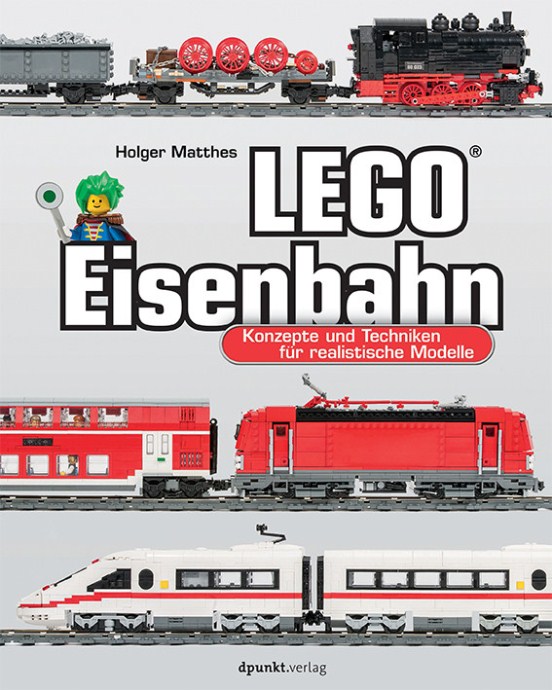 Holger Matthes
LEGO®
Eisenbahn
Konzepte und Techniken
für realistische Modelle
dpunkt.verlag